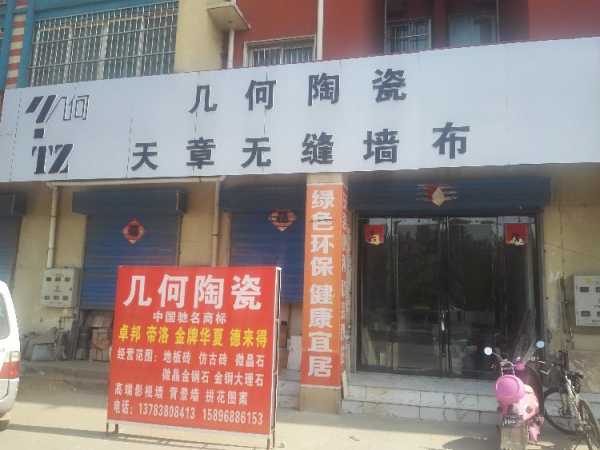 几何
TZ
几何陶瓷
天章无缝墙布
绿色环保 健康宜居
几何陶瓷
中国驰名商标
卓邦 帝洛 金牌华夏 德来得
经营范围：地板砖 仿古砖 微晶石
微晶金钢石 金钢大理石
高端影视墙 背景墙 拼花图案
电话：13783808413 15896886153